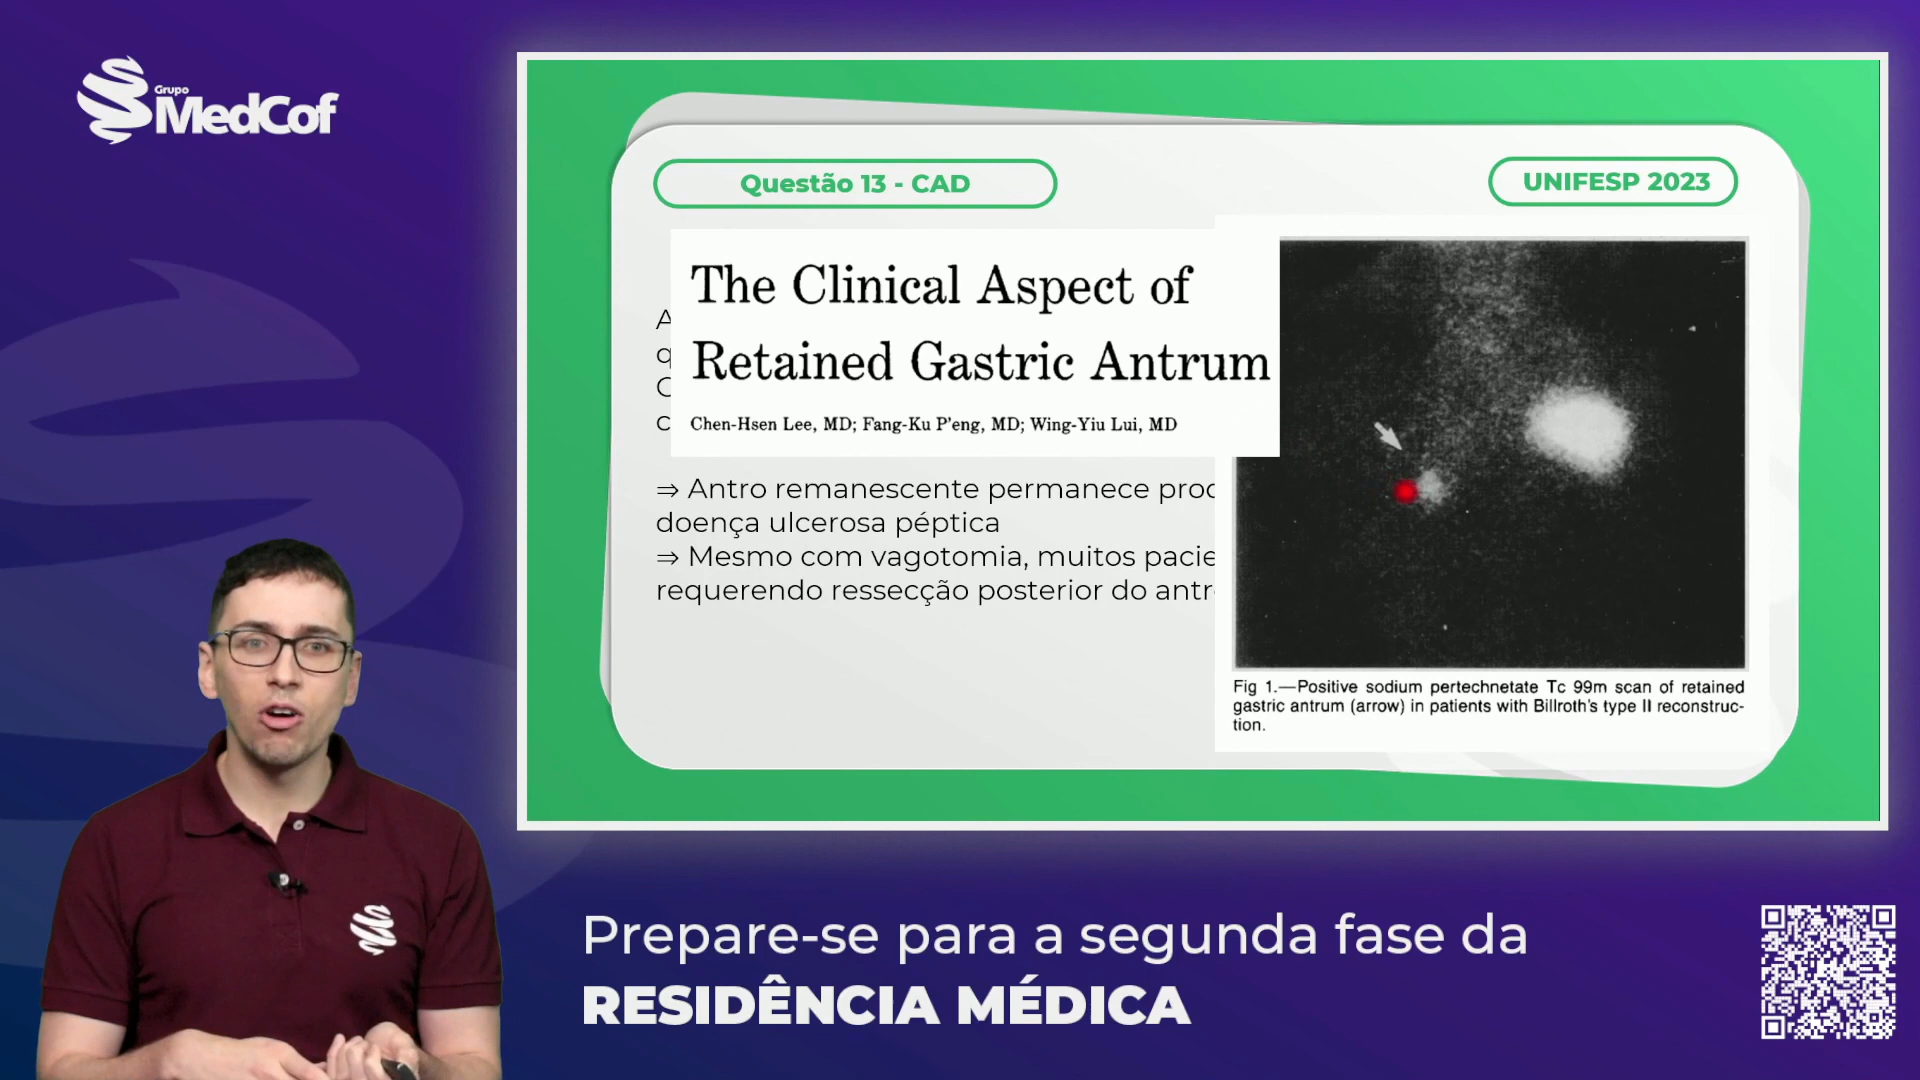 Grupo
MedCof
Questão 13 - CAD
UNIFESP 2023
The Clinical Aspect of
Retained Gastric Antrum
Chen-Hsen Lee, MD; Fang-Ku P'eng, MD; Wing-Yiu Lui, MD
⇒ Antro remanescente permanece
doença ulcerosa péptica
⇒ Mesmo com vagotomia, muitos
requerendo ressecção posterior do
Fig 1.—Positive sodium pertechnetate Tc 99m scan of retained
gastric antrum (arrow) in patients with Billroth's type II reconstruc-
tion.
Prepare-se para a segunda fase da
RESIDÊNCIA MÉDICA